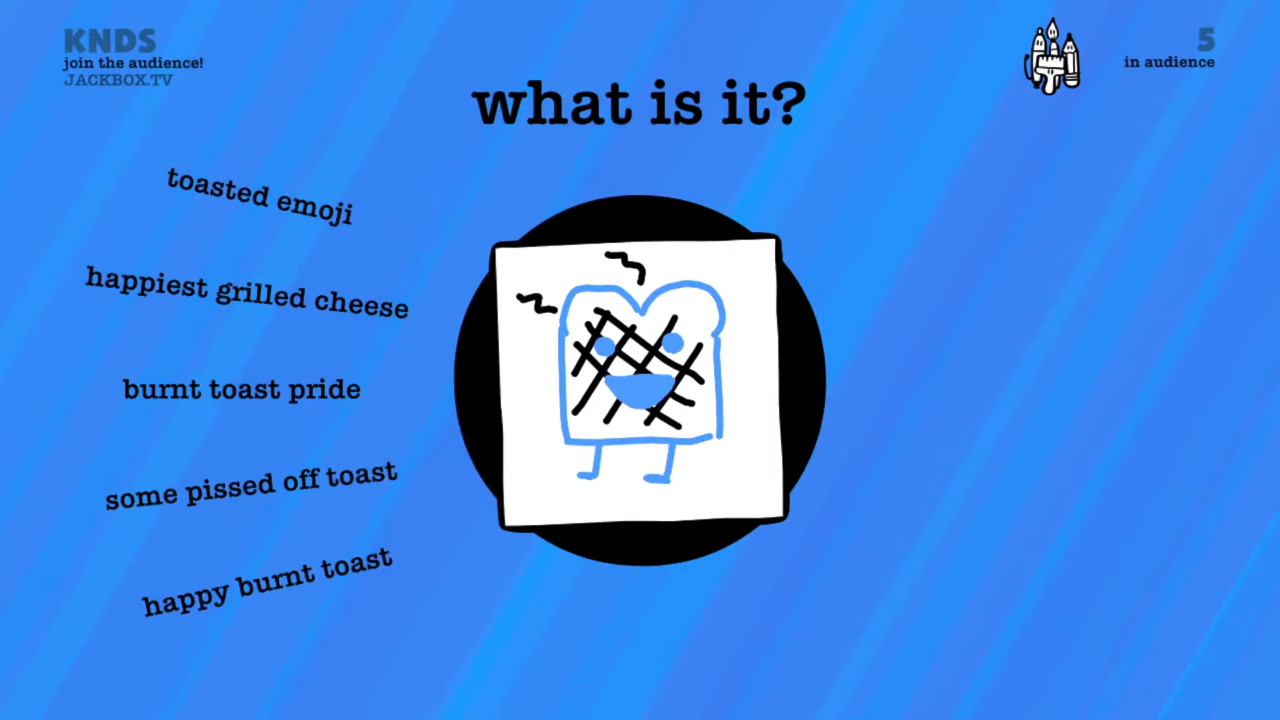 KNDS
join the audience!
JACKBOX.TV
5
in audience
what is it?
toasted emoji
happiest grilled cheese
burnt toast pride
some pissed off toast
happy burnt toast